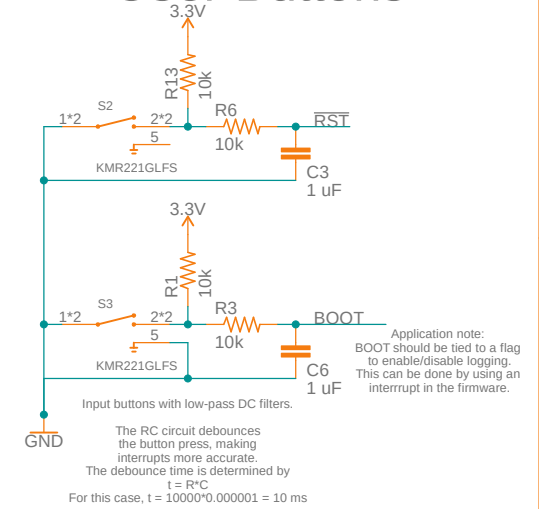 3.3V
R13
10k
S2
1*2
2*2
5
KMR221GLFS
R6
10k
RST
C3
1 uF
3.3V
R1
10k
S3
1*2
2*2
5
KMR221GLFS
R3
10k
BOOT
C6
1 uF
Application note:
BOOT should be tied to a flag
to enable/disable logging.
This can be done by using an
interrrupt in the firmware.
GND
Input buttons with low-pass DC filters.
The RC circuit debounces
the button press, making
interrupts more accurate.
The debounce time is determined by
t = R*C
For this case, t = 10000*0.000001 = 10 ms